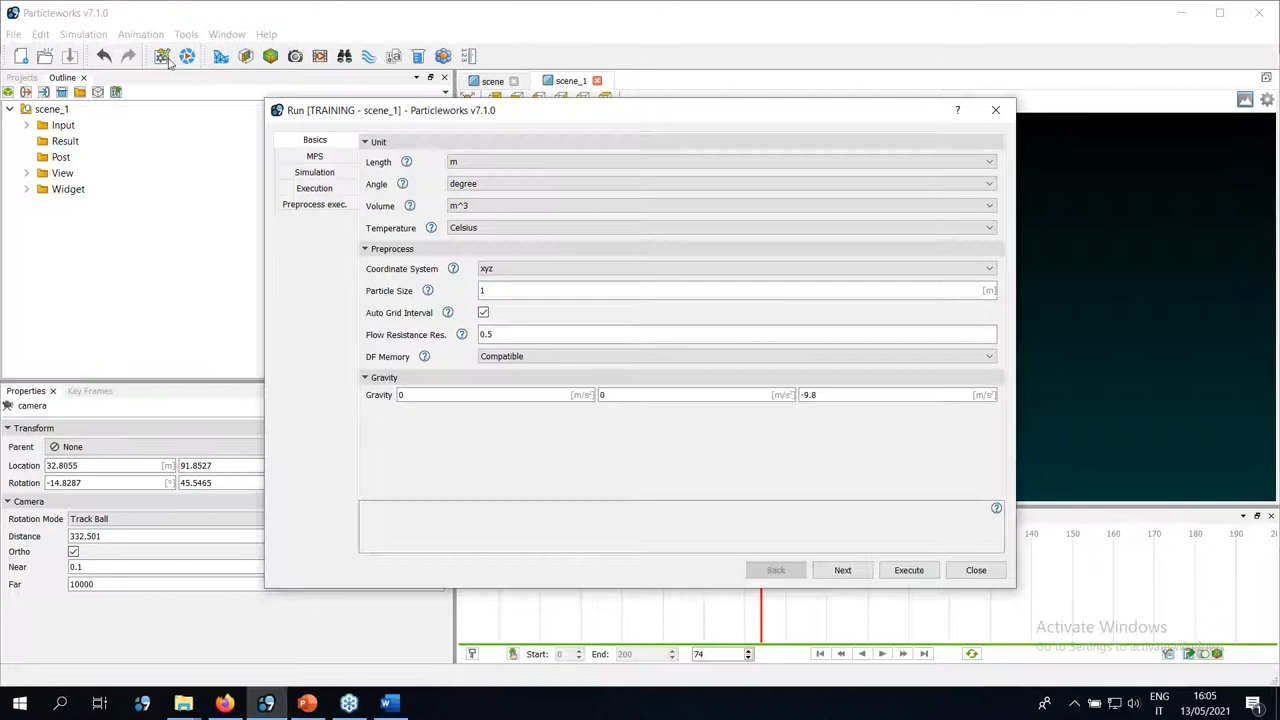 Particleworks v7.1.0
File Edit Simulation Animation Tools Window Help
Projects Outline
scene scene_1
scene_1
Input
Result
Post
View
Widget
Run [TRAINING - scene_1] - Particleworks v7.1.0
Basics
MPS
Simulation
Execution
Preprocess exec.
Unit
Length m
Angle degree
Volume m^3
Temperature Celsius
Preprocess
Coordinate System xyz
Particle Size 1 [m]
Auto Grid Interval
Flow Resistance Res. 0.5
DF Memory Compatible
Gravity
Gravity 0 [m/s²] 0 [m/s²] -9.8 [m/s²]
Back Next Execute Close
Properties Key Frames
camera
Transform
Parent None
Location 32.8055 [m] 91.8527
Rotation -14.8287 [°] 45.5465
Camera
Rotation Mode Track Ball
Distance 332.501
Ortho
Near 0.1
Far 10000
140 150 160 170 180 190
Activate Windows
Go to Settings to activate Windows.
Start: 0 End: 200 74
ENG
IT
16:05
13/05/2021